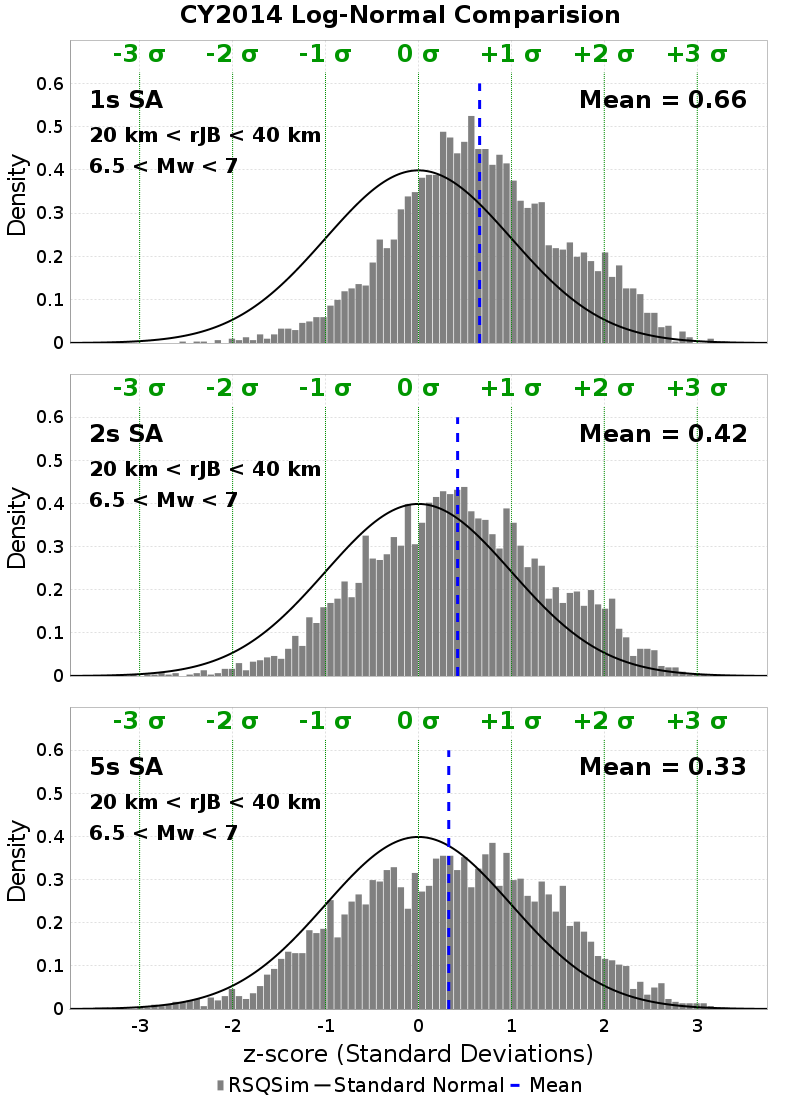 CY2014 Log-Normal Comparision
-3 σ -2 σ -1 σ 0 σ +1 σ +2 σ +3 σ
1s SA
Mean = 0.66
20 km < rJB < 40 km
6.5 < Mw < 7
Density
0.6
0.5
0.4
0.3
0.2
0.1
0
-3 σ -2 σ -1 σ 0 σ +1 σ +2 σ +3 σ
2s SA
Mean = 0.42
20 km < rJB < 40 km
6.5 < Mw < 7
Density
0.6
0.5
0.4
0.3
0.2
0.1
0
-3 σ -2 σ -1 σ 0 σ +1 σ +2 σ +3 σ
5s SA
Mean = 0.33
20 km < rJB < 40 km
6.5 < Mw < 7
Density
0.6
0.5
0.4
0.3
0.2
0.1
0
-3 -2 -1 0 1 2 3
z-score (Standard Deviations)
RSQSim Standard Normal Mean